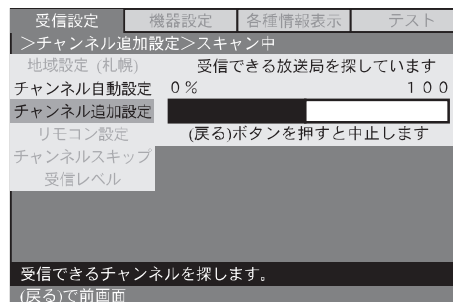 受信設定 機器設定 各種情報表示 テスト
>チャンネル追加設定>スキャン中
地域設定 (札幌) 受信できる放送局を探しています
チャンネル自動設定 0% 100
チャンネル追加設定
リモコン設定 (戻る)ボタンを押すと中止します
チャンネルスキップ
受信レベル
受信できるチャンネルを探します。
(戻る)で前画面